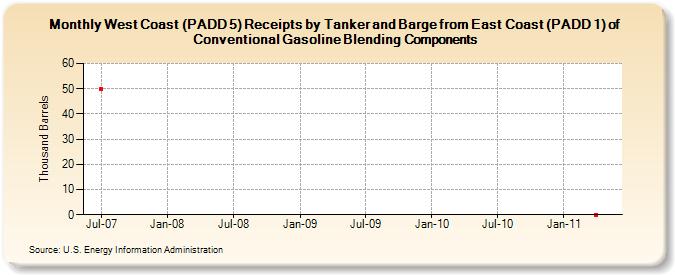 Monthly West Coast (PADD 5) Receipts by Tanker and Barge from East Coast (PADD 1) of
Conventional Gasoline Blending Components
Thousand Barrels
60
50
40
30
20
10
0
Jul-07 Jan-08 Jul-08 Jan-09 Jul-09 Jan-10 Jul-10 Jan-11
Source: U.S. Energy Information Administration